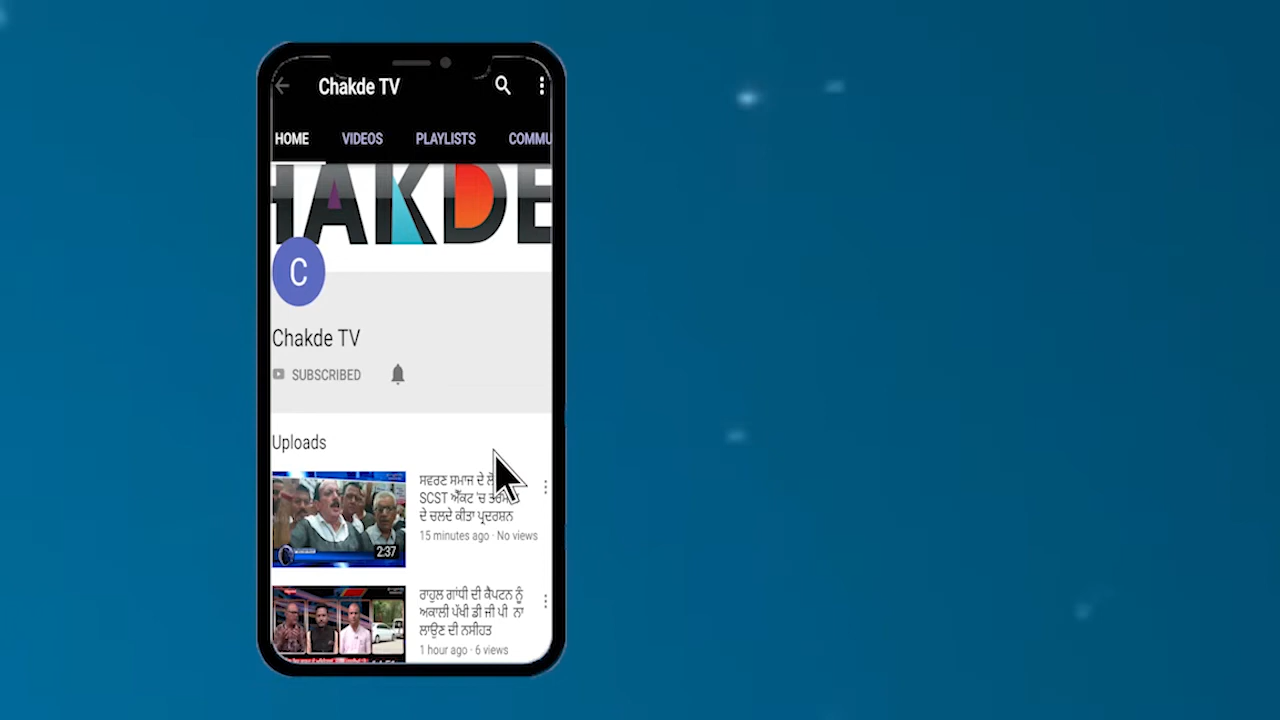 Chakde TV
HOME VIDEOS PLAYLISTS COMMU
HAKDE
C
Chakde TV
SUBSCRIBED
Uploads
ਸਵਰਣ ਸਮਾਜ ਦੇ
SCST ਐਕਟ 'ਚ
ਦੇ ਚਲਦੇ ਕੀਤਾ ਪ੍ਰਦਰਸ਼ਨ
15 minutes ago · No views
2:37
ਰਾਹੁਲ ਗਾਂਧੀ ਦੀ ਕੈਪਟਨ ਨੂੰ
ਅਕਾਲੀ ਪੱਖੀ ਡੀ ਜੀ ਪੀ ਨਾ
ਲਾਉਣ ਦੀ ਨਸੀਹਤ
1 hour ago · 6 views